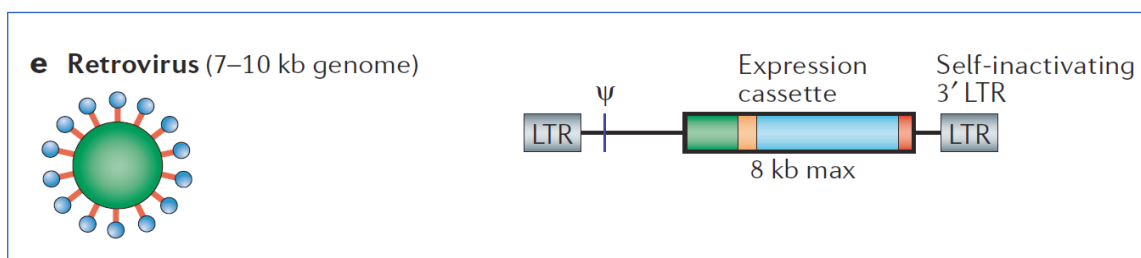 e Retrovirus (7–10 kb genome)
Expression
cassette
Self-inactivating
3′ LTR
ψ
LTR
LTR
8 kb max